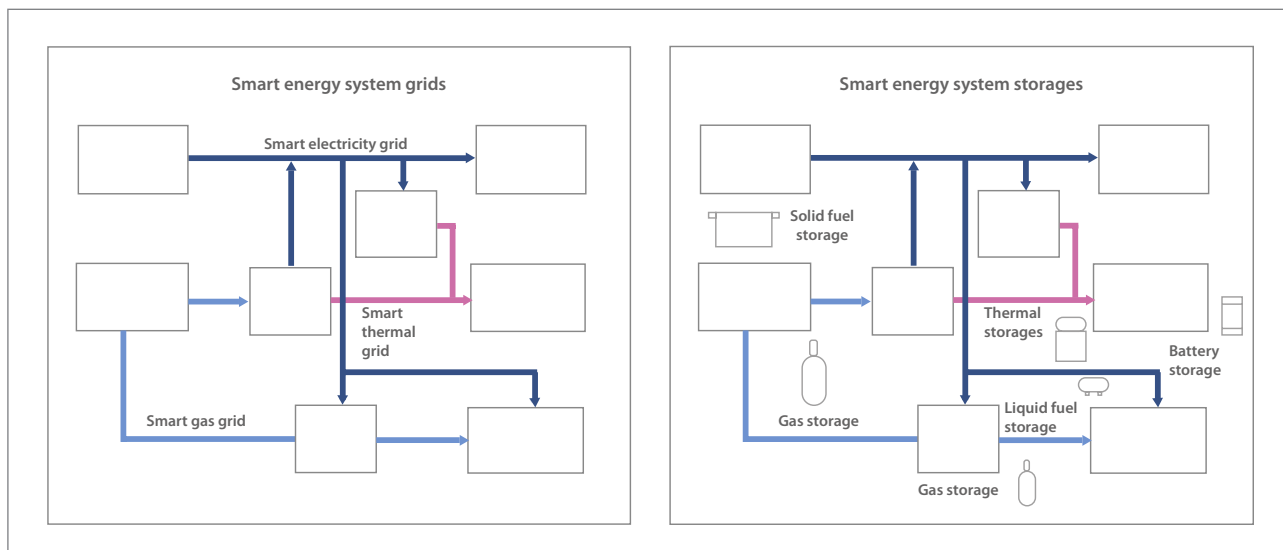 Smart energy system grids
Smart electricity grid
Smart
thermal
grid
Smart gas grid
Smart energy system storages
Solid fuel
storage
Thermal
storages
Battery
storage
Gas storage
Liquid fuel
storage
Gas storage